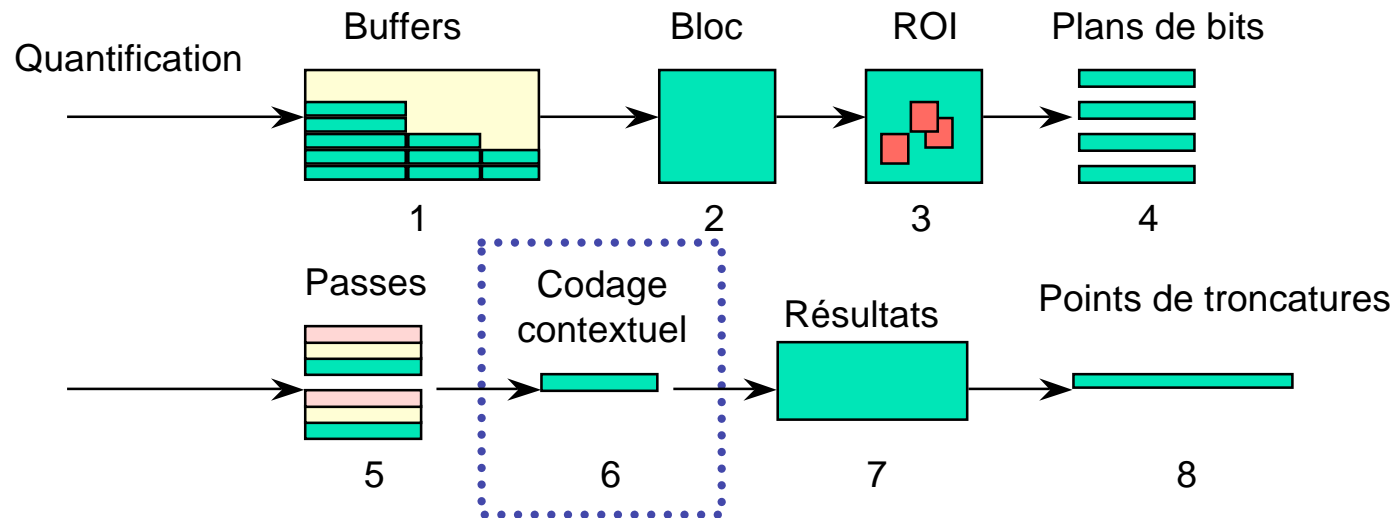 Buffers
Bloc
ROI
Plans de bits
Quantification
1
2
3
4
Passes
Codage
contextuel
Résultats
Points de troncatures
5
6
7
8